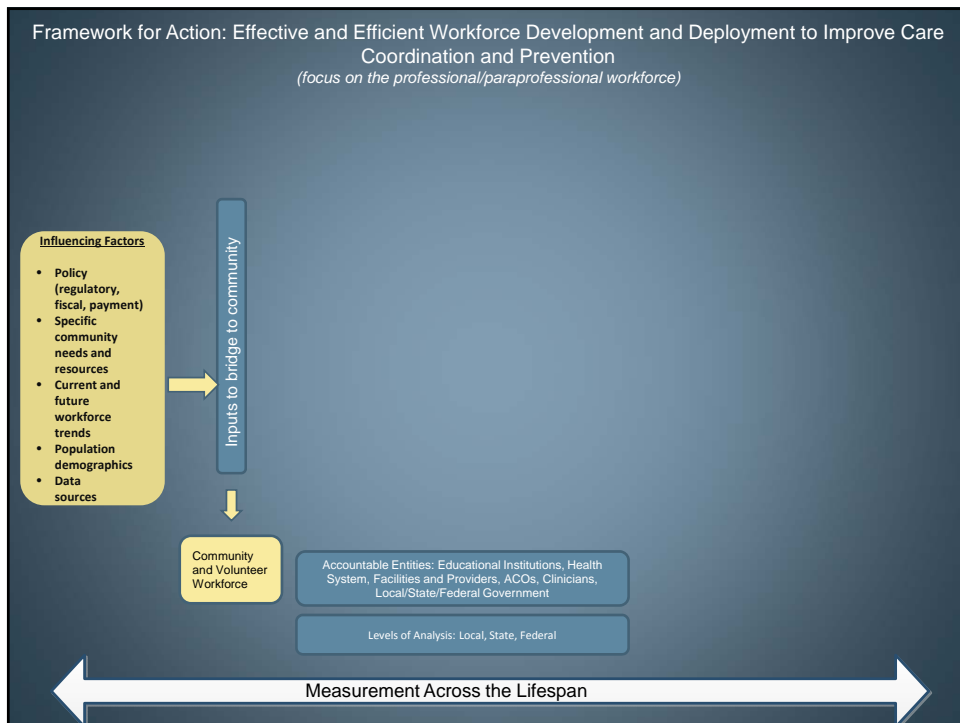 Framework for Action: Effective and Efficient Workforce Development and Deployment to Improve Care
Coordination and Prevention
(focus on the professional/paraprofessional workforce)
Influencing Factors
• Policy
(regulatory,
fiscal, payment)
• Specific
community
needs and
resources
• Current and
future
workforce
trends
• Population
demographics
• Data
sources
Inputs to bridge to community
Community
and Volunteer
Workforce
Accountable Entities: Educational Institutions, Health
System, Facilities and Providers, ACOs, Clinicians,
Local/State/Federal Government
Levels of Analysis: Local, State, Federal
Measurement Across the Lifespan